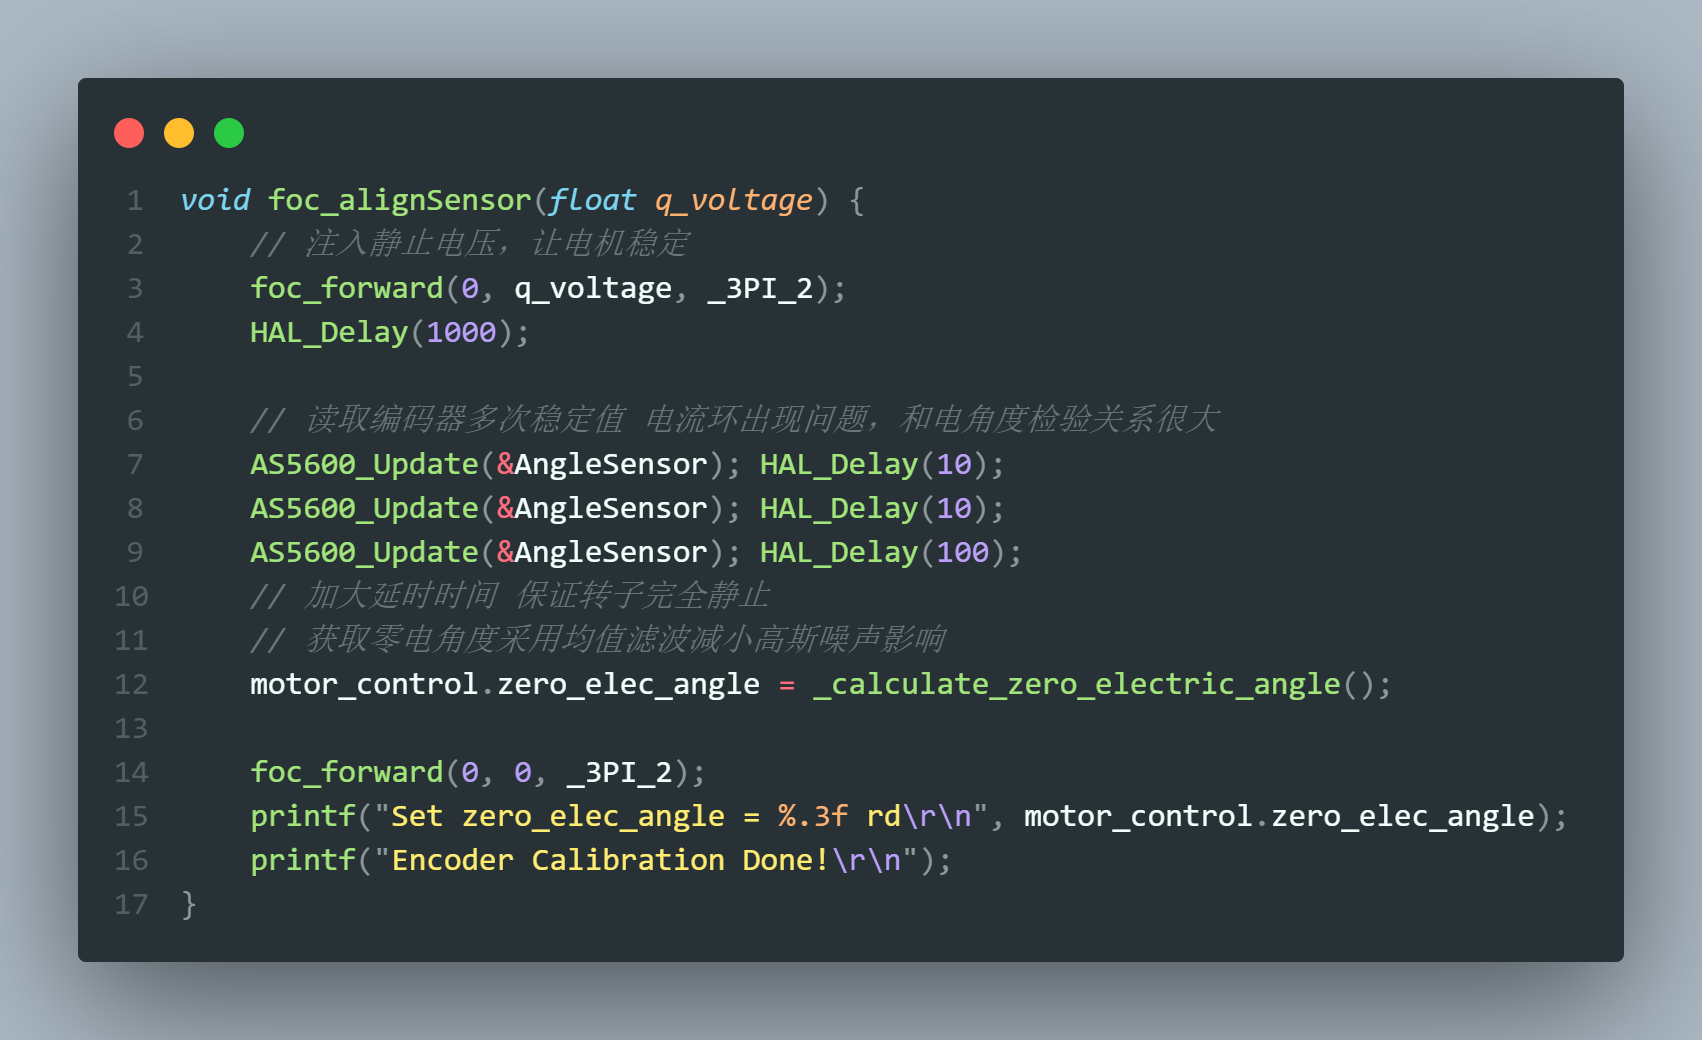 1 void foc_alignSensor(float q_voltage) {
2     // 注入静止电压，让电机稳定
3     foc_forward(0, q_voltage, _3PI_2);
4     HAL_Delay(1000);
5
6     // 读取编码器多次稳定值 电流环出现问题，和电角度检验关系很大
7     AS5600_Update(&AngleSensor); HAL_Delay(10);
8     AS5600_Update(&AngleSensor); HAL_Delay(10);
9     AS5600_Update(&AngleSensor); HAL_Delay(100);
10     // 加大延时时间 保证转子完全静止
11     // 获取零电角度采用均值滤波减小高斯噪声影响
12     motor_control.zero_elec_angle = _calculate_zero_electric_angle();
13
14     foc_forward(0, 0, _3PI_2);
15     printf("Set zero_elec_angle = %.3f rd\r\n", motor_control.zero_elec_angle);
16     printf("Encoder Calibration Done!\r\n");
17 }